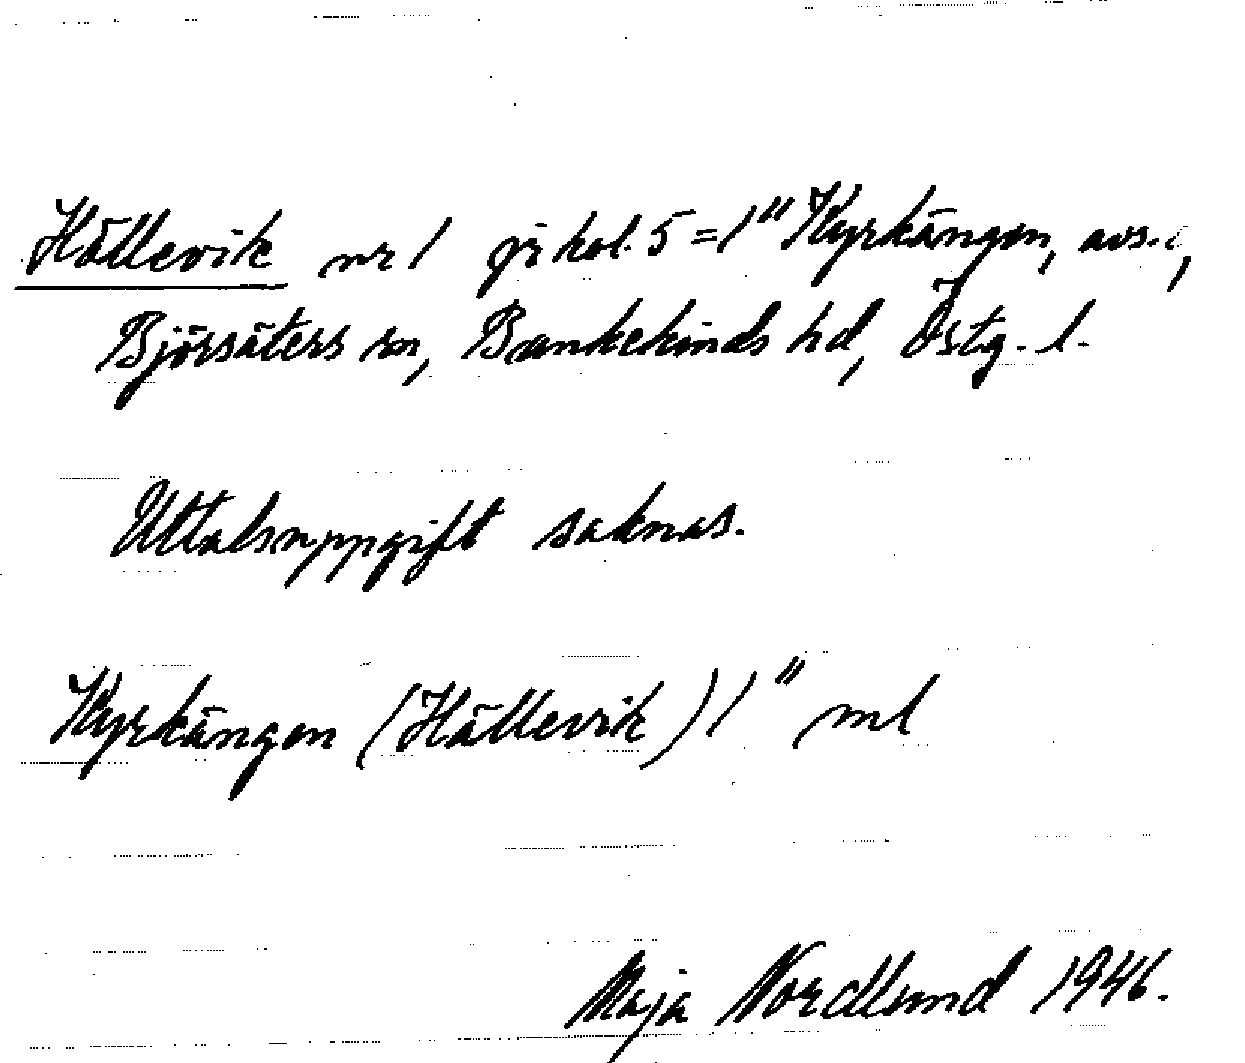 Hällevik nr 1 jr kol. 5 = 1" Kyrkängen, avs. i,
Björsäters sn, Bankekinds hd, Östg. l.
Uttalsuppgift saknas.
Kyrkängen (Hällevik) 1" ml
Maja Nordlund 1946.